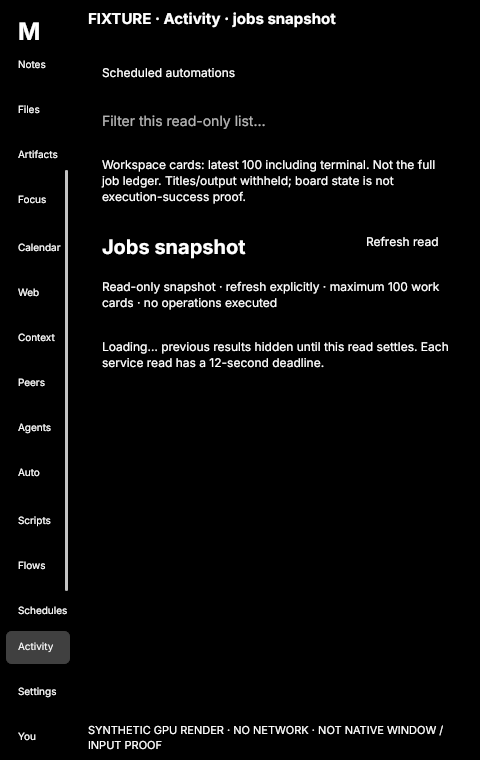 M
FIXTURE · Activity · jobs snapshot
Notes
Files
Artifacts
Focus
Calendar
Web
Context
Peers
Agents
Auto
Scripts
Flows
Schedules
Activity
Settings
You
Scheduled automations
Filter this read-only list...
Workspace cards: latest 100 including terminal. Not the full
job ledger. Titles/output withheld; board state is not
execution-success proof.
Jobs snapshot
Refresh read
Read-only snapshot · refresh explicitly · maximum 100 work
cards · no operations executed
Loading... previous results hidden until this read settles. Each
service read has a 12-second deadline.
SYNTHETIC GPU RENDER · NO NETWORK · NOT NATIVE WINDOW /
INPUT PROOF